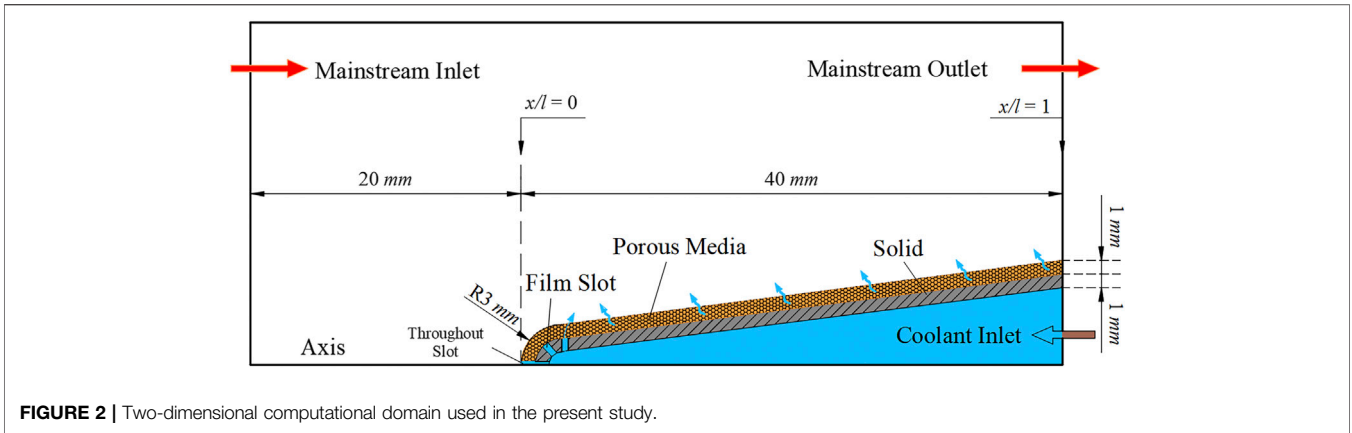 Mainstream Inlet
Mainstream Outlet
x/l = 0
x/l = 1
20 mm
40 mm
1 mm
Porous Media
Solid
Film Slot
R3 mm
Throughout
Slot
Axis
Coolant Inlet
1 mm
FIGURE 2 | Two-dimensional computational domain used in the present study.